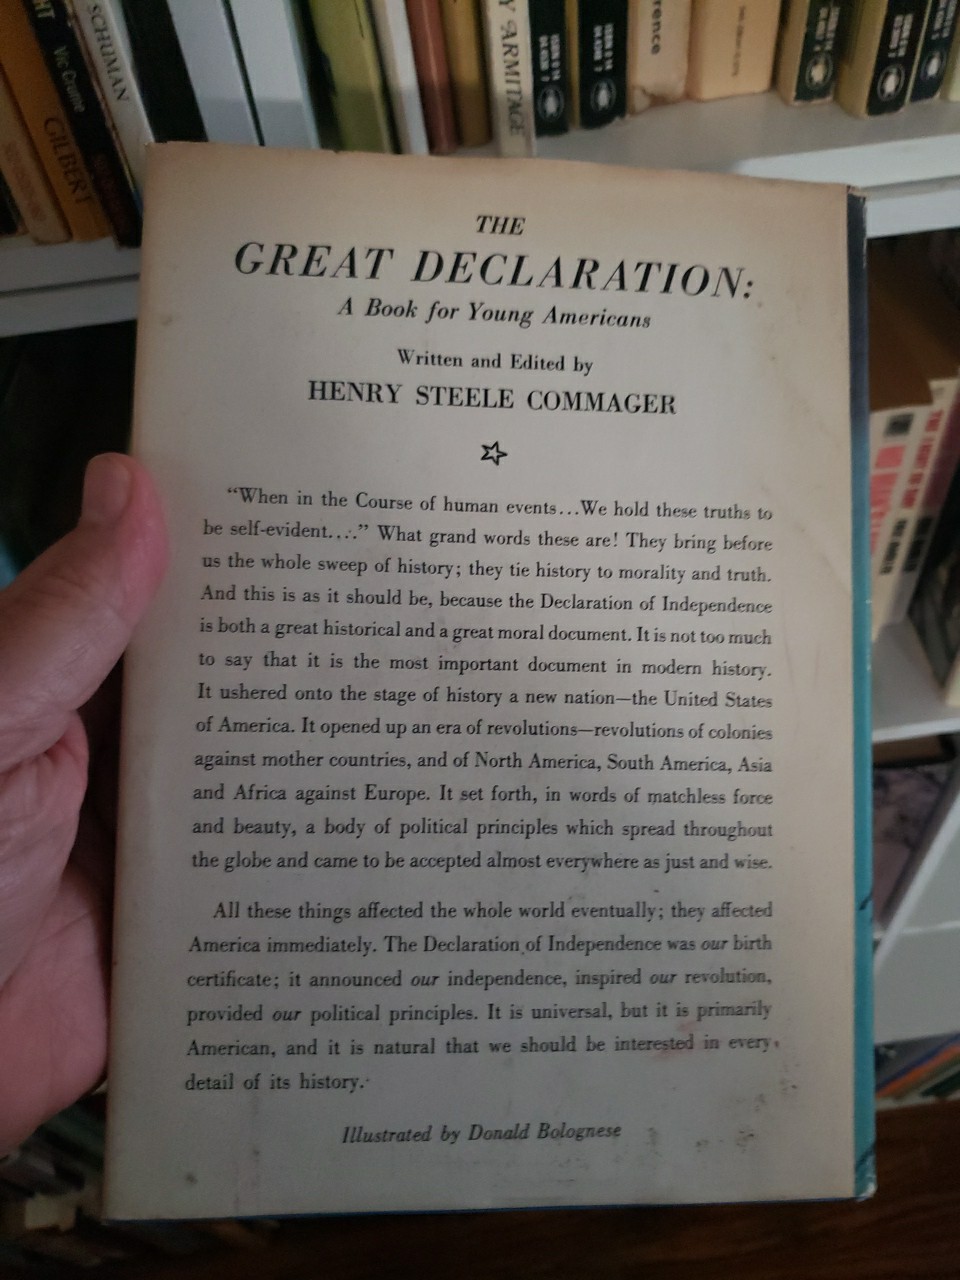 SCHUMAN
Vic Crume
GILBERT
ARMITAGE
THE
GREAT DECLARATION:
A Book for Young Americans
Written and Edited by
HENRY STEELE COMMAGER
“When in the Course of human events...We hold these truths to
be self-evident....” What grand words these are! They bring before
us the whole sweep of history; they tie history to morality and truth.
And this is as it should be, because the Declaration of Independence
is both a great historical and a great moral document. It is not too much
to say that it is the most important document in modern history.
It ushered onto the stage of history a new nation—the United States
of America. It opened up an era of revolutions—revolutions of colonies
against mother countries, and of North America, South America, Asia
and Africa against Europe. It set forth, in words of matchless force
and beauty, a body of political principles which spread throughout
the globe and came to be accepted almost everywhere as just and wise.
All these things affected the whole world eventually; they affected
America immediately. The Declaration of Independence was our birth
certificate; it announced our independence, inspired our revolution,
provided our political principles. It is universal, but it is primarily
American, and it is natural that we should be interested in every
detail of its history.
Illustrated by Donald Bolognese